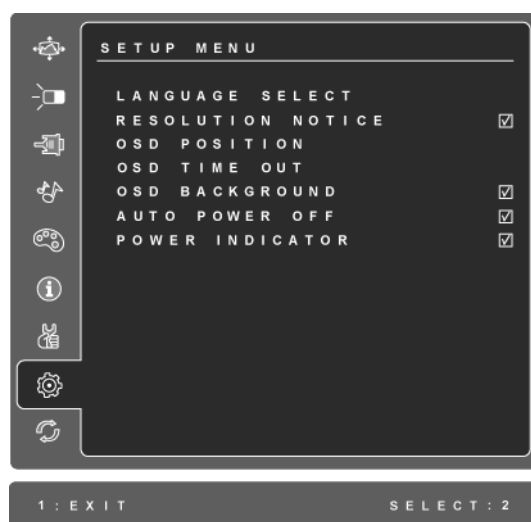 SETUP MENU
LANGUAGE SELECT
RESOLUTION NOTICE
OSD POSITION
OSD TIME OUT
OSD BACKGROUND
AUTO POWER OFF
POWER INDICATOR
1:EXIT SELECT:2